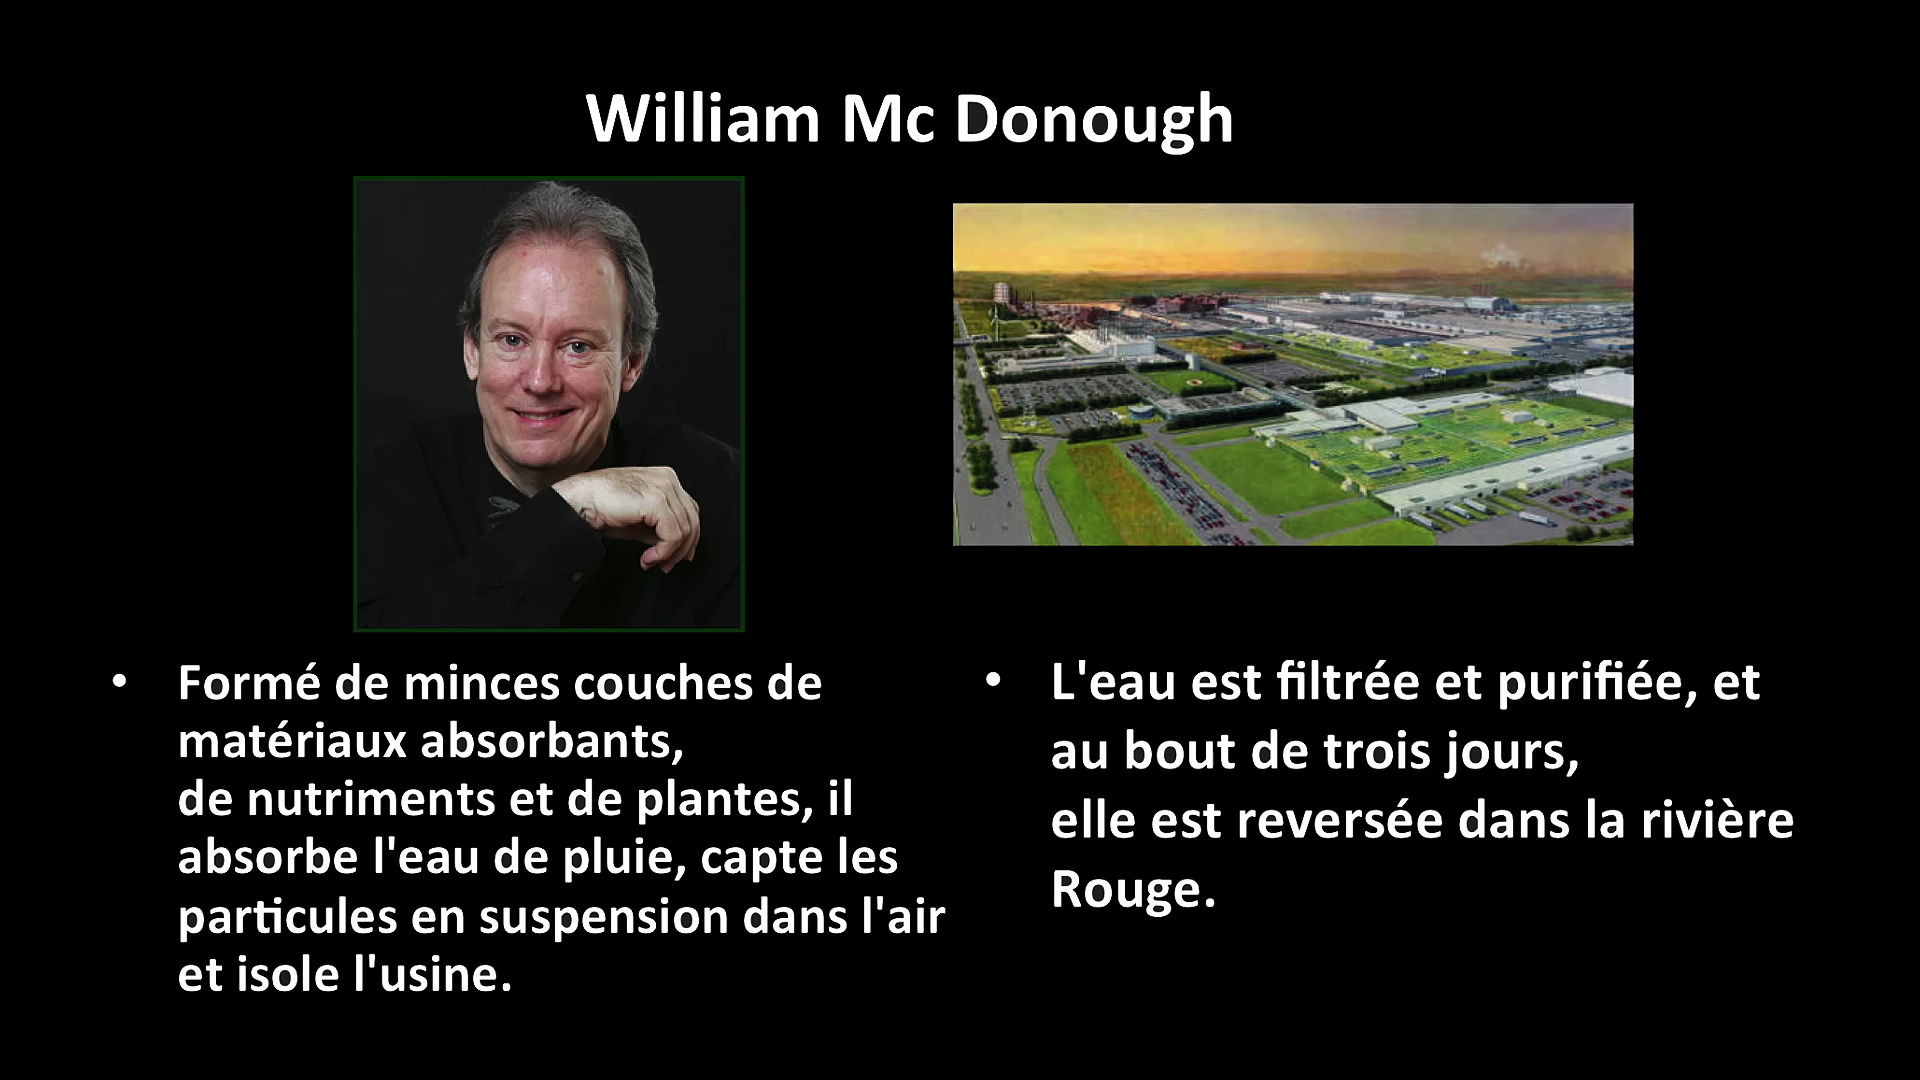 William Mc Donough
• Formé de minces couches de
matériaux absorbants,
de nutriments et de plantes, il
absorbe l'eau de pluie, capte les
particules en suspension dans l'air
et isole l'usine.
• L'eau est filtrée et purifiée, et
au bout de trois jours,
elle est reversée dans la rivière
Rouge.